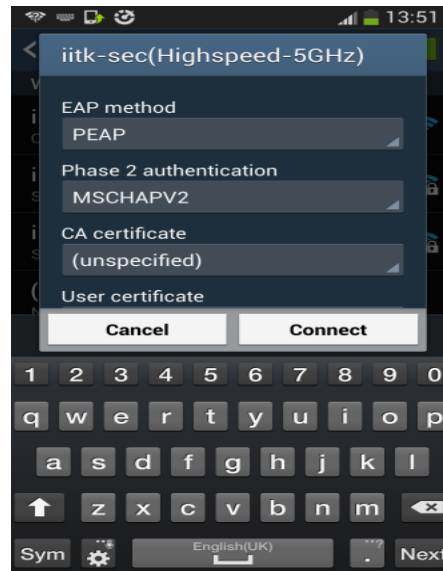 13:51
iitk-sec(Highspeed-5GHz)
EAP method
PEAP
Phase 2 authentication
MSCHAPV2
CA certificate
(unspecified)
User certificate
Cancel Connect
1 2 3 4 5 6 7 8 9 0
q w e r t y u i o p
a s d f g h j k l
z x c v b n m
Sym English(UK) . Next